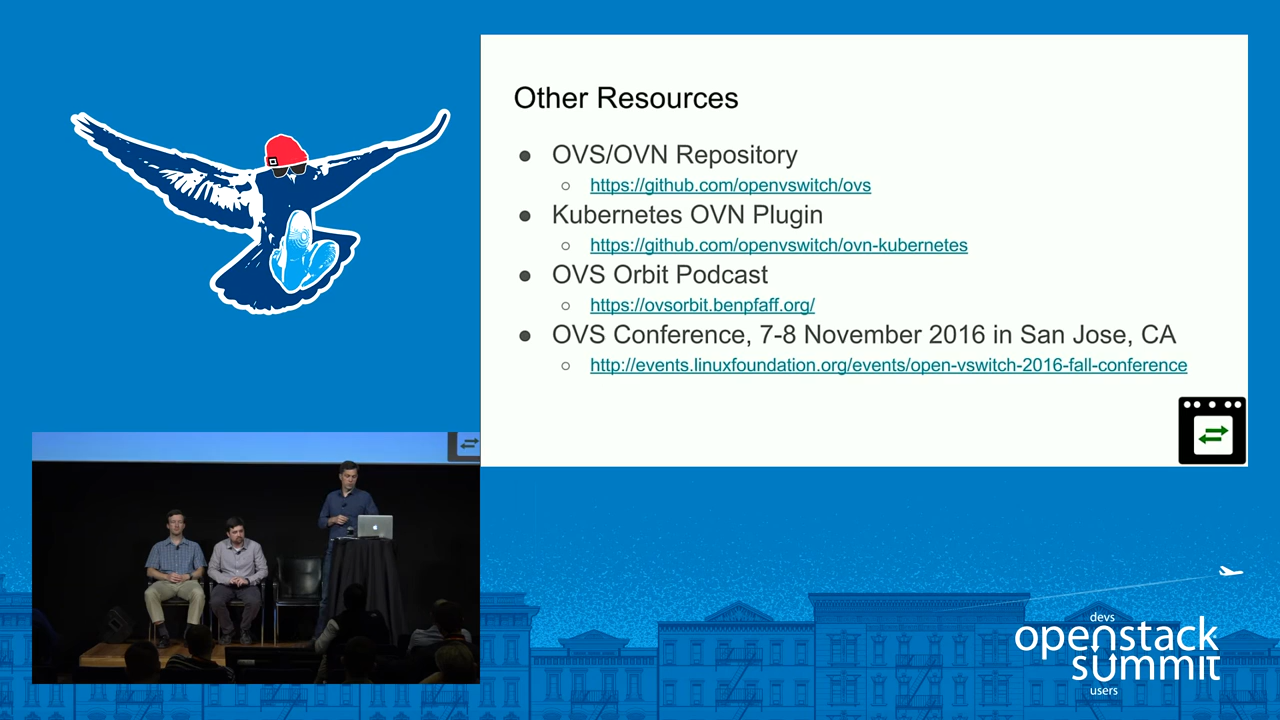 Other Resources
OVS/OVN Repository
https://github.com/openvswitch/ovs
Kubernetes OVN Plugin
https://github.com/openvswitch/ovn-kubernetes
OVS Orbit Podcast
https://ovsorbit.benpfaff.org/
OVS Conference, 7-8 November 2016 in San Jose, CA
http://events.linuxfoundation.org/events/open-vswitch-2016-fall-conference
devs
openstack
summit
users